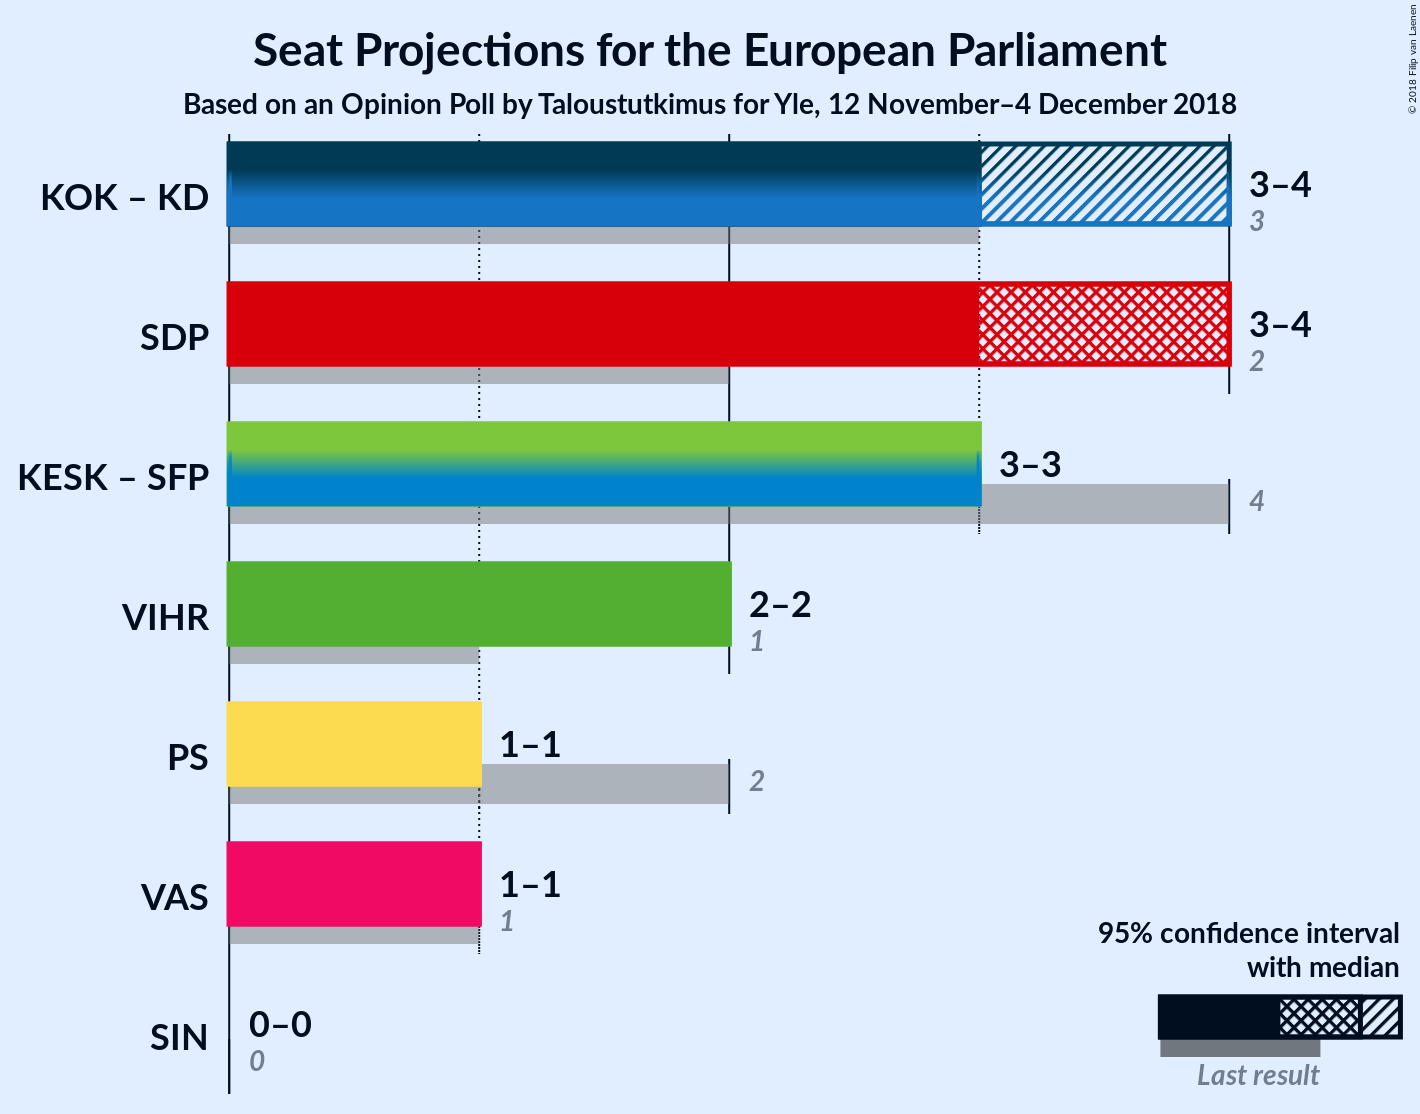 Seat Projections for the European Parliament
Based on an Opinion Poll by Taloustutkimus for Yle, 12 November–4 December 2018
© 2018 Filip van Laenen
KOK – KD
3–4
3
SDP
3–4
2
KESK – SFP
3–3
4
VIHR
2–2
1
PS
1–1
2
VAS
1–1
1
SIN
0–0
0
95% confidence interval
with median
Last result